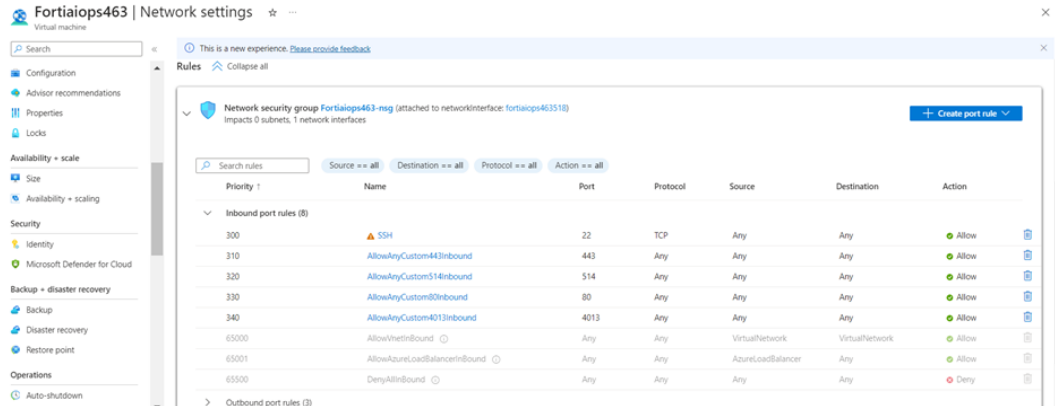 Fortiaiops463 | Network settings ☆ ···
Virtual machine
Search
Configuration
Advisor recommendations
Properties
Locks
Availability + scale
Size
Availability + scaling
Security
Identity
Microsoft Defender for Cloud
Backup + disaster recovery
Backup
Disaster recovery
Restore point
Operations
Auto-shutdown
This is a new experience. Please provide feedback
Rules Collapse all
Network security group Fortiaiops463-nsg (attached to networkInterface: fortiaiops463518)
Impacts 0 subnets, 1 network interfaces
+ Create port rule
Search rules Source == all Destination == all Protocol == all Action == all
Priority ↑ Name Port Protocol Source Destination Action
Inbound port rules (8)
300 SSH 22 TCP Any Any Allow
310 AllowAnyCustom443Inbound 443 Any Any Any Allow
320 AllowAnyCustom514Inbound 514 Any Any Any Allow
330 AllowAnyCustom80Inbound 80 Any Any Any Allow
340 AllowAnyCustom4013Inbound 4013 Any Any Any Allow
65000 AllowVnetInBound Any Any VirtualNetwork VirtualNetwork Allow
65001 AllowAzureLoadBalancerInBound Any Any AzureLoadBalancer Any Allow
65500 DenyAllInBound Any Any Any Any Deny
Outbound port rules (3)